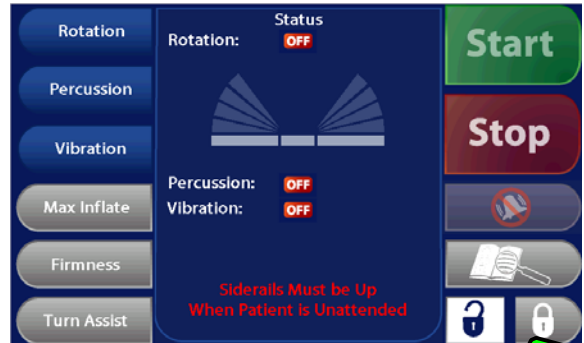 Rotation
Percussion
Vibration
Max Inflate
Firmness
Turn Assist
Status
Rotation: OFF
Percussion: OFF
Vibration: OFF
Siderails Must be Up
When Patient is Unattended
Start
Stop